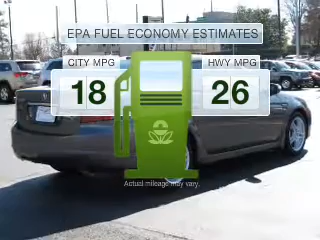 EPA FUEL ECONOMY ESTIMATES
CITY MPG
HWY MPG
18
26
Actual mileage may vary.